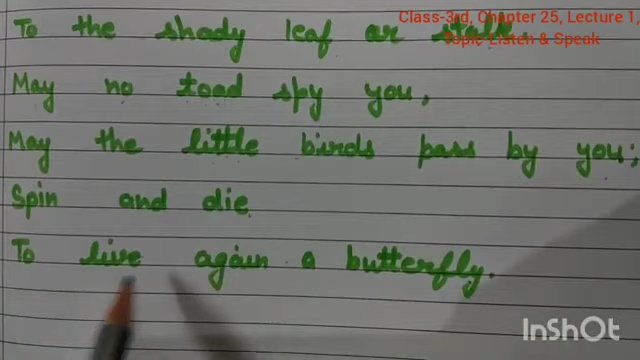 Class-3rd, Chapter 25, Lecture 1,
Topic-Listen & Speak
To the shady leaf or stalk,
May no toad spy you,
May the little birds pass by you;
Spin and die
To live again a butterfly.
InShOt